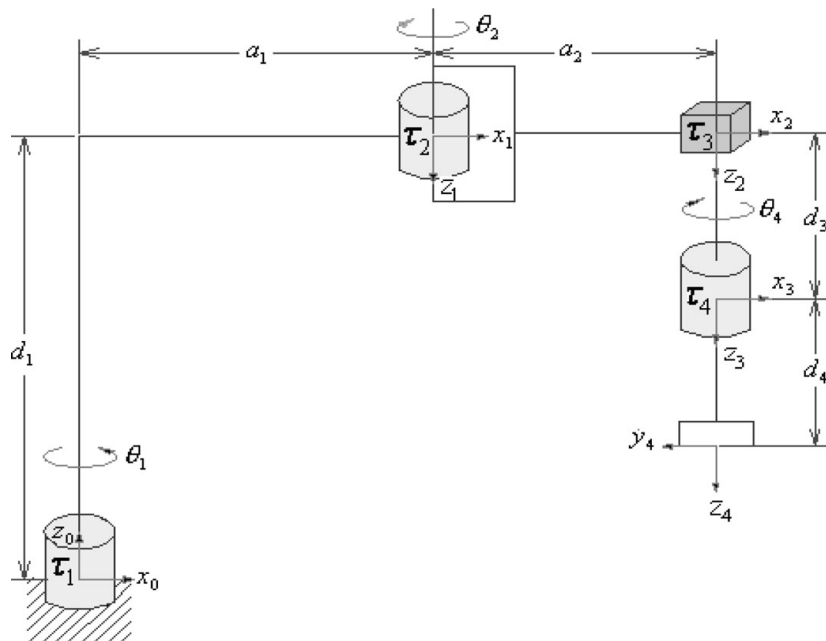 θ₂
a₁ a₂
τ₂ x₁ τ₃ x₂
z₁ z₂
θ₄ d₃
τ₄ x₃
d₁ z₃ d₄
θ₁ y₄
z₄
z₀
τ₁ x₀